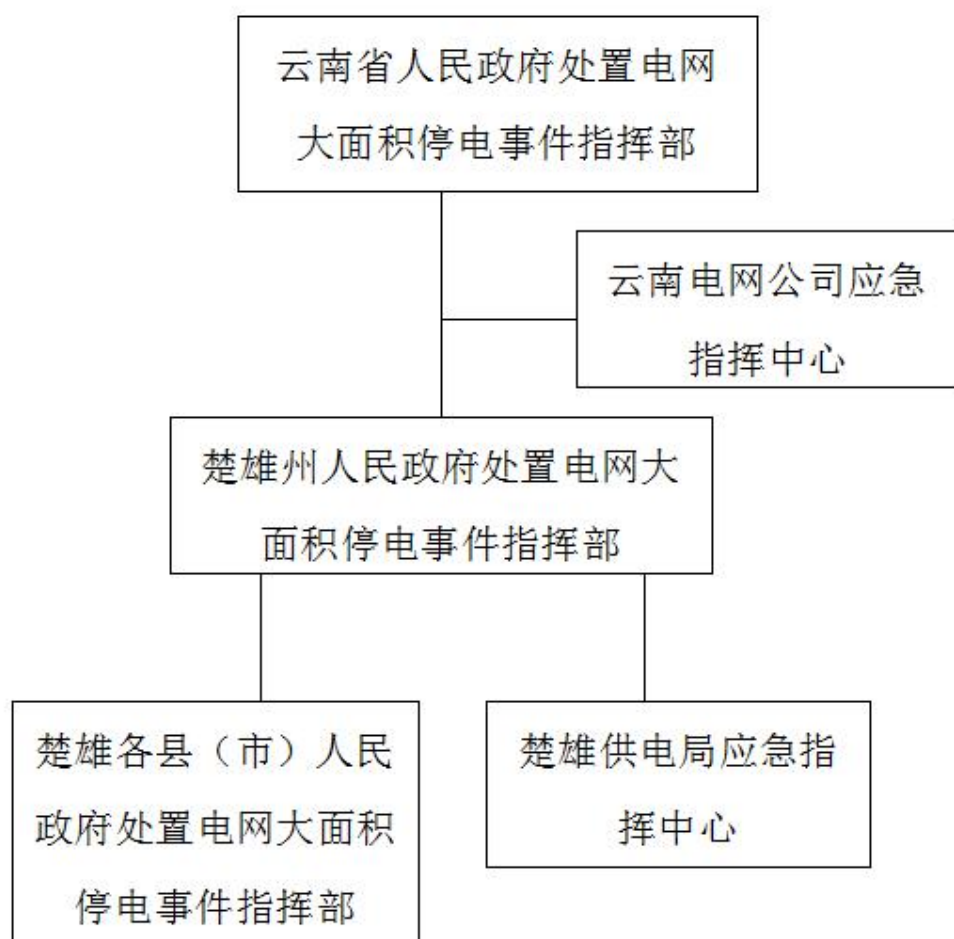 云南省人民政府处置电网
大面积停电事件指挥部
云南电网公司应急
指挥中心
楚雄州人民政府处置电网大
面积停电事件指挥部
楚雄各县（市）人民
政府处置电网大面积
停电事件指挥部
楚雄供电局应急指
挥中心